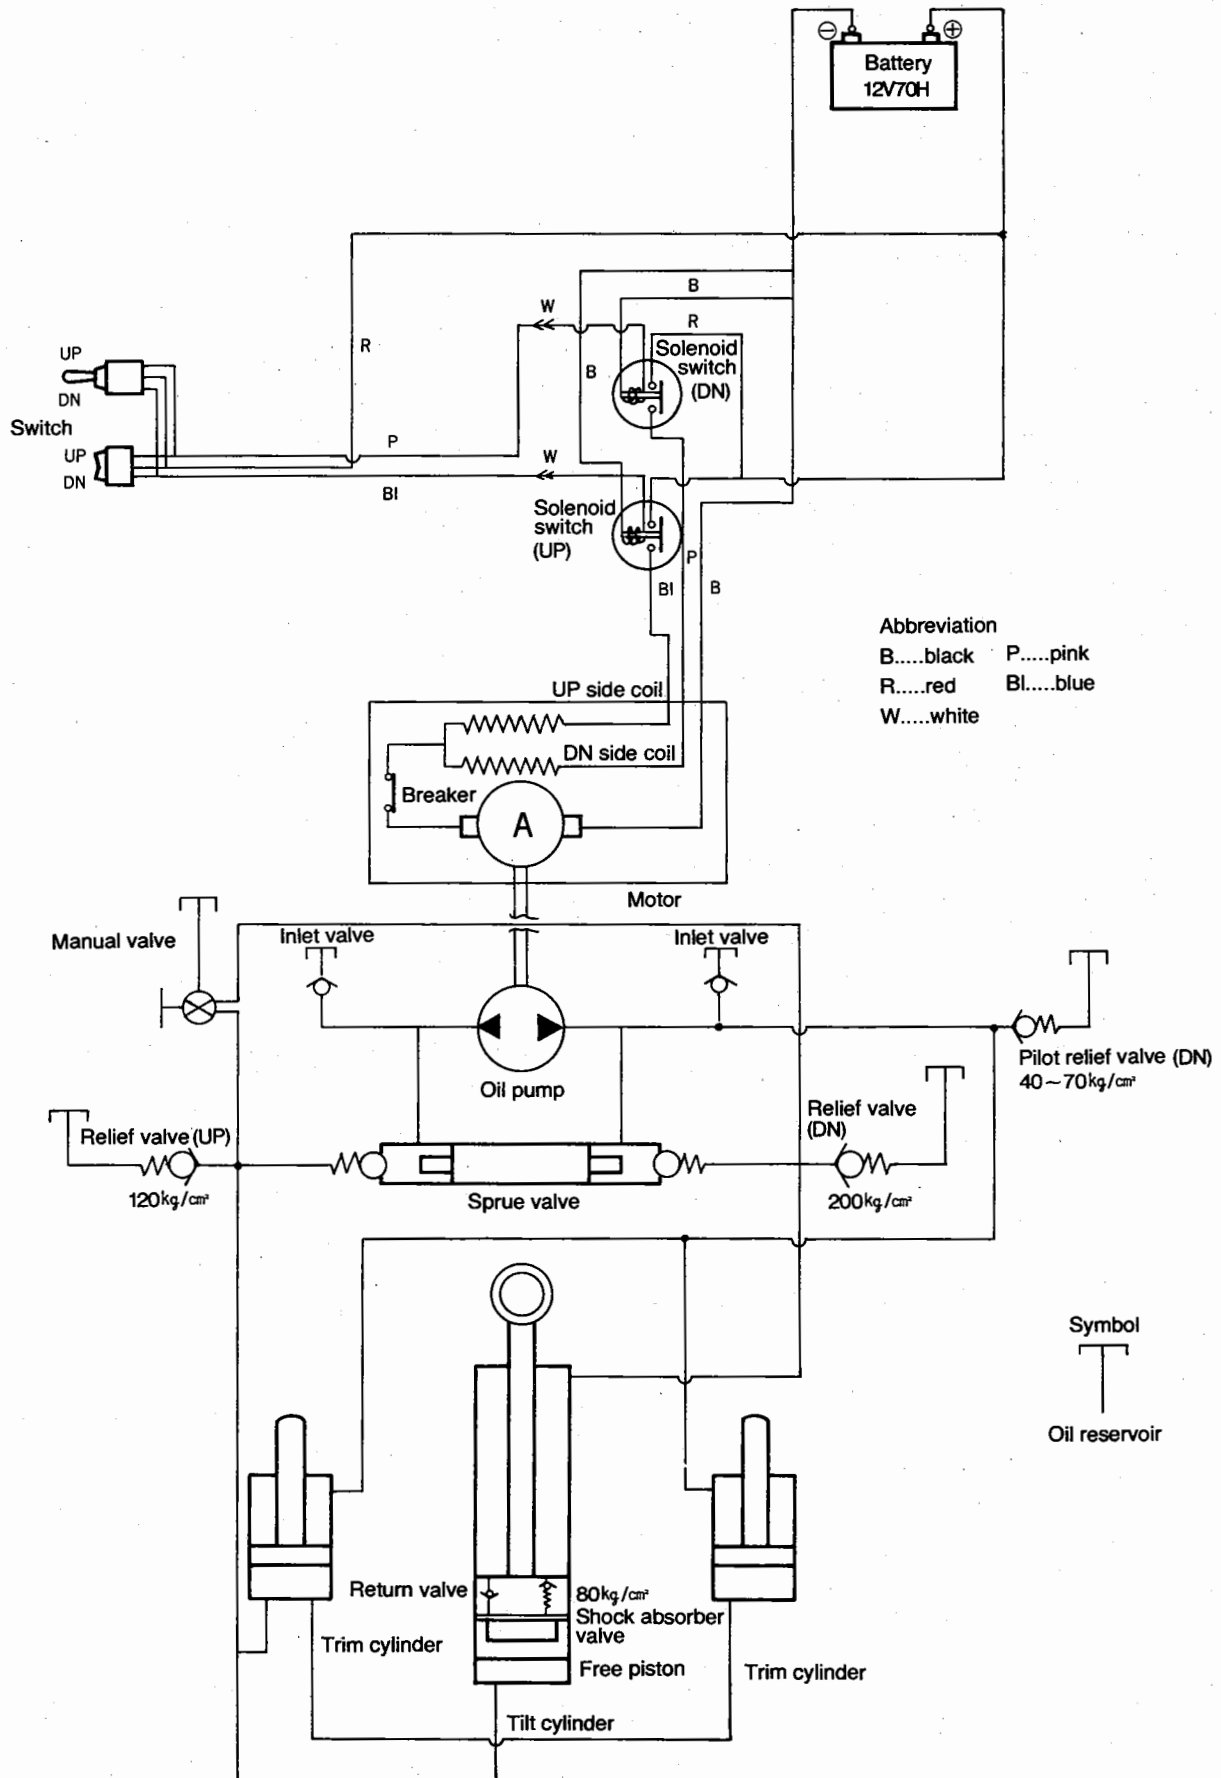 ⊖
⊕
Battery
12V70H
B
W
R
UP
R
Solenoid
switch
(DN)
B
DN
Switch
P
UP
W
DN
Bl
Solenoid
switch
(UP)
P
Bl
B
Abbreviation
B.....black P.....pink
R.....red Bl.....blue
W.....white
UP side coil
DN side coil
Breaker
A
Motor
Manual valve
Inlet valve
Inlet valve
Pilot relief valve (DN)
40~70kg/cm²
Oil pump
Relief valve
(DN)
Relief valve (UP)
120kg/cm²
Sprue valve
200kg/cm²
Symbol
Oil reservoir
Return valve
80kg/cm²
Shock absorber
valve
Trim cylinder
Free piston
Trim cylinder
Tilt cylinder